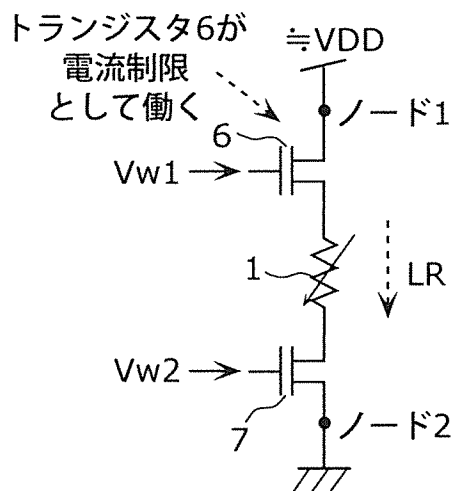 トランジスタ6が
電流制限
として働く
≒VDD
ノード1
6
Vw1
1
LR
Vw2
7
ノード2